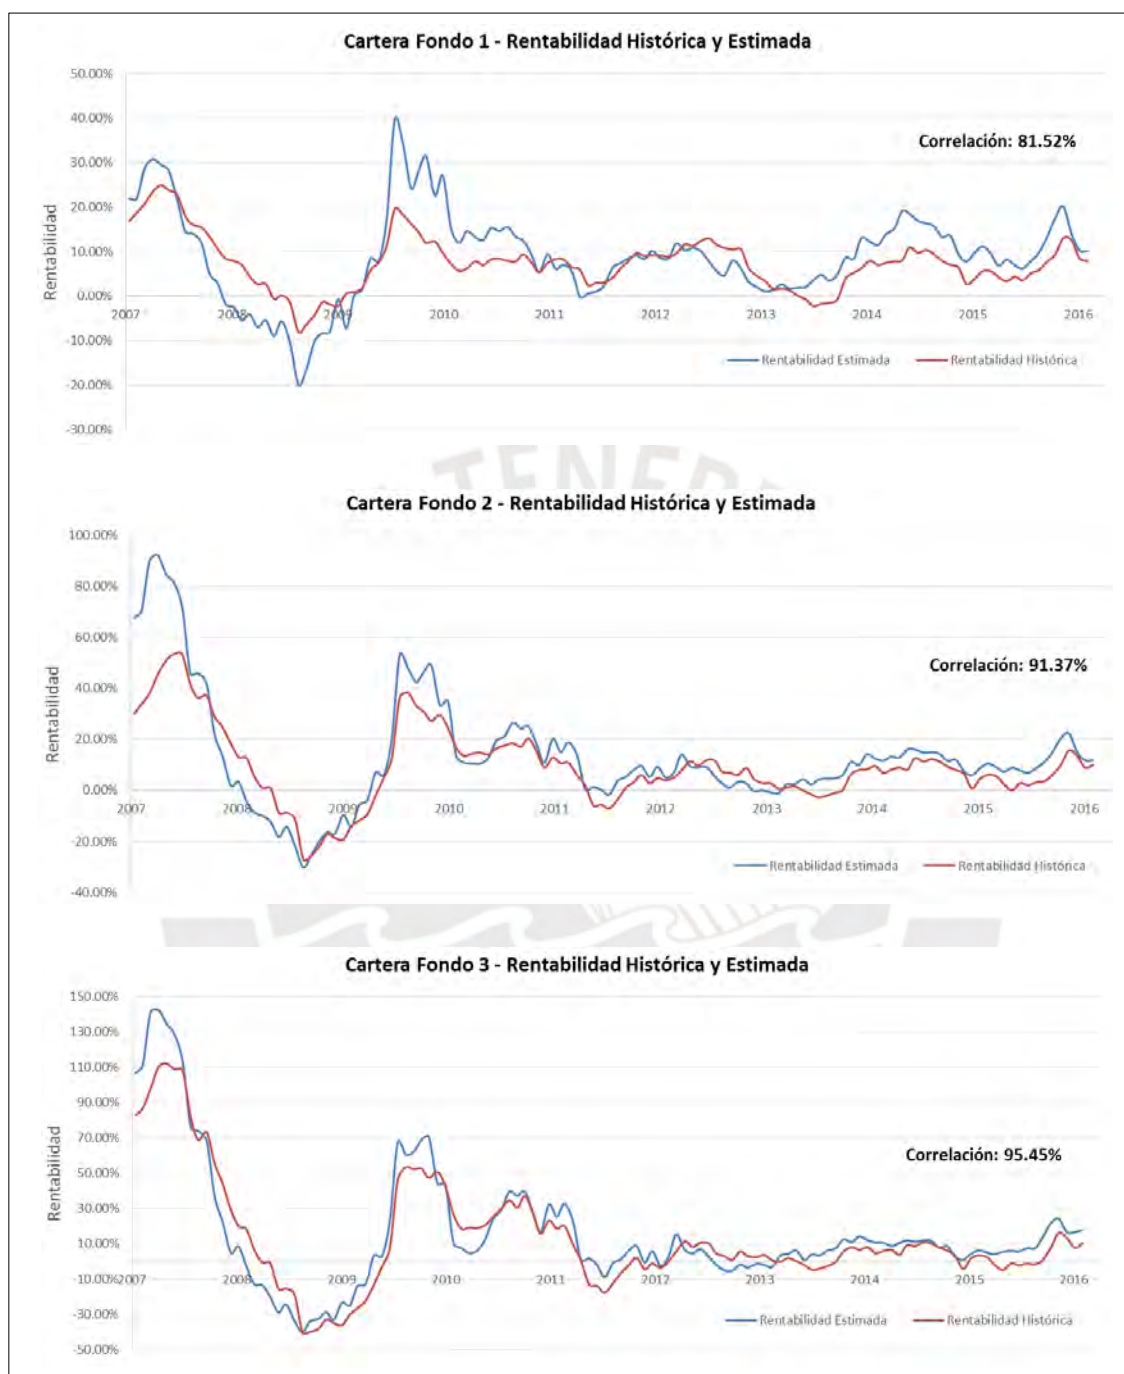 Cartera Fondo 1 - Rentabilidad Histórica y Estimada
50.00%
40.00%
30.00%
20.00%
10.00%
0.00%
-10.00%
-20.00%
-30.00%
Rentabilidad
Correlación: 81.52%
2007 2008 2009 2010 2011 2012 2013 2014 2015 2016
Rentabilidad Estimada Rentabilidad Histórica
TENEB
Cartera Fondo 2 - Rentabilidad Histórica y Estimada
100.00%
80.00%
60.00%
40.00%
20.00%
0.00%
-20.00%
-40.00%
Rentabilidad
Correlación: 91.37%
2007 2008 2009 2010 2011 2012 2013 2014 2015 2016
Rentabilidad Estimada Rentabilidad Histórica
Cartera Fondo 3 - Rentabilidad Histórica y Estimada
150.00%
130.00%
110.00%
90.00%
70.00%
50.00%
30.00%
10.00%
-10.00%
-30.00%
-50.00%
Rentabilidad
Correlación: 95.45%
2007 2008 2009 2010 2011 2012 2013 2014 2015 2016
Rentabilidad Estimada Rentabilidad Histórica